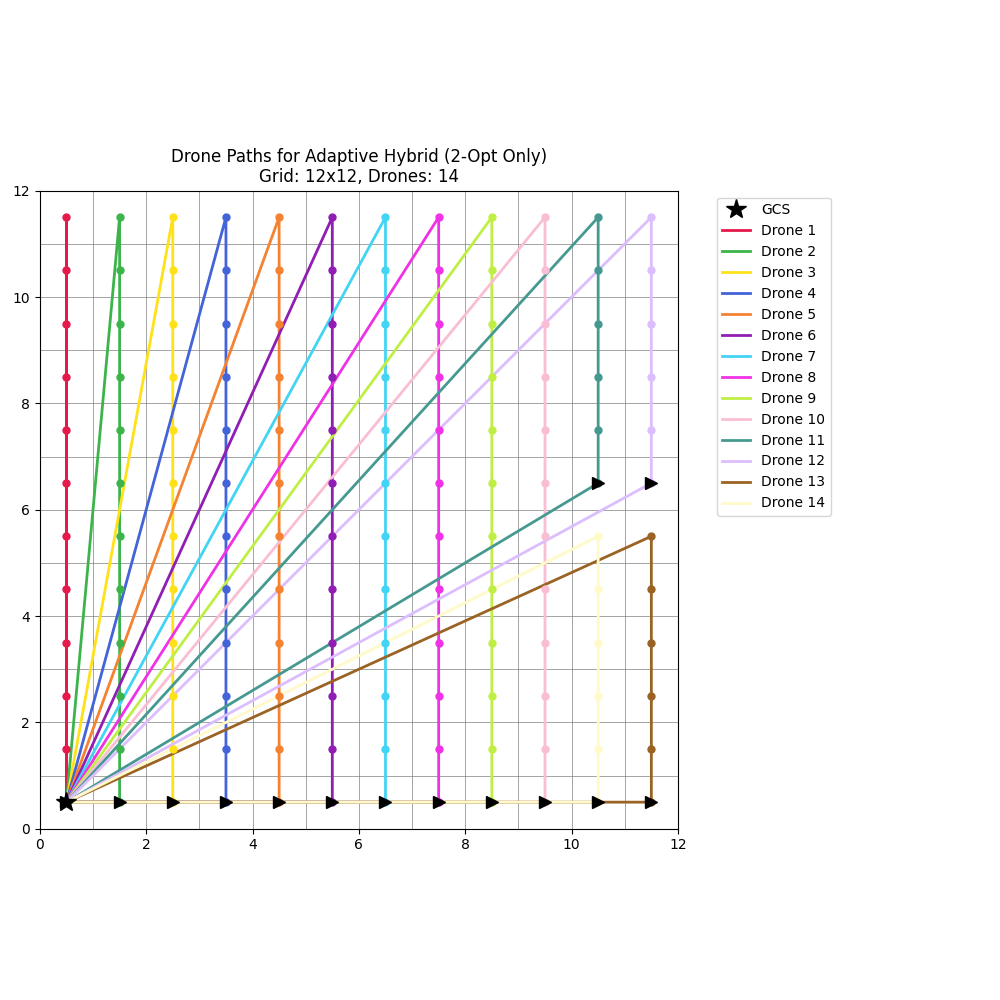 Drone Paths for Adaptive Hybrid (2-Opt Only)
Grid: 12x12, Drones: 14
12
10
8
6
4
2
0
0 2 4 6 8 10 12
GCS
Drone 1
Drone 2
Drone 3
Drone 4
Drone 5
Drone 6
Drone 7
Drone 8
Drone 9
Drone 10
Drone 11
Drone 12
Drone 13
Drone 14